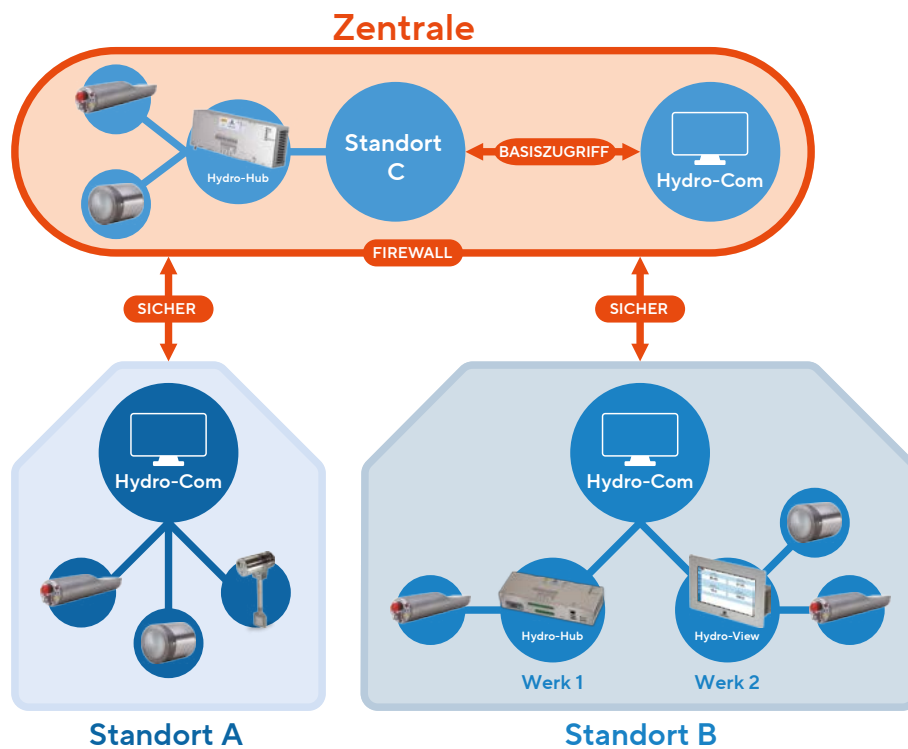 Zentrale
Hydro-Hub
Standort
C
BASISZUGRIFF
Hydro-Com
FIREWALL
SICHER
SICHER
Hydro-Com
Hydro-Com
Hydro-Hub
Hydro-View
Werk 1
Werk 2
Standort A
Standort B